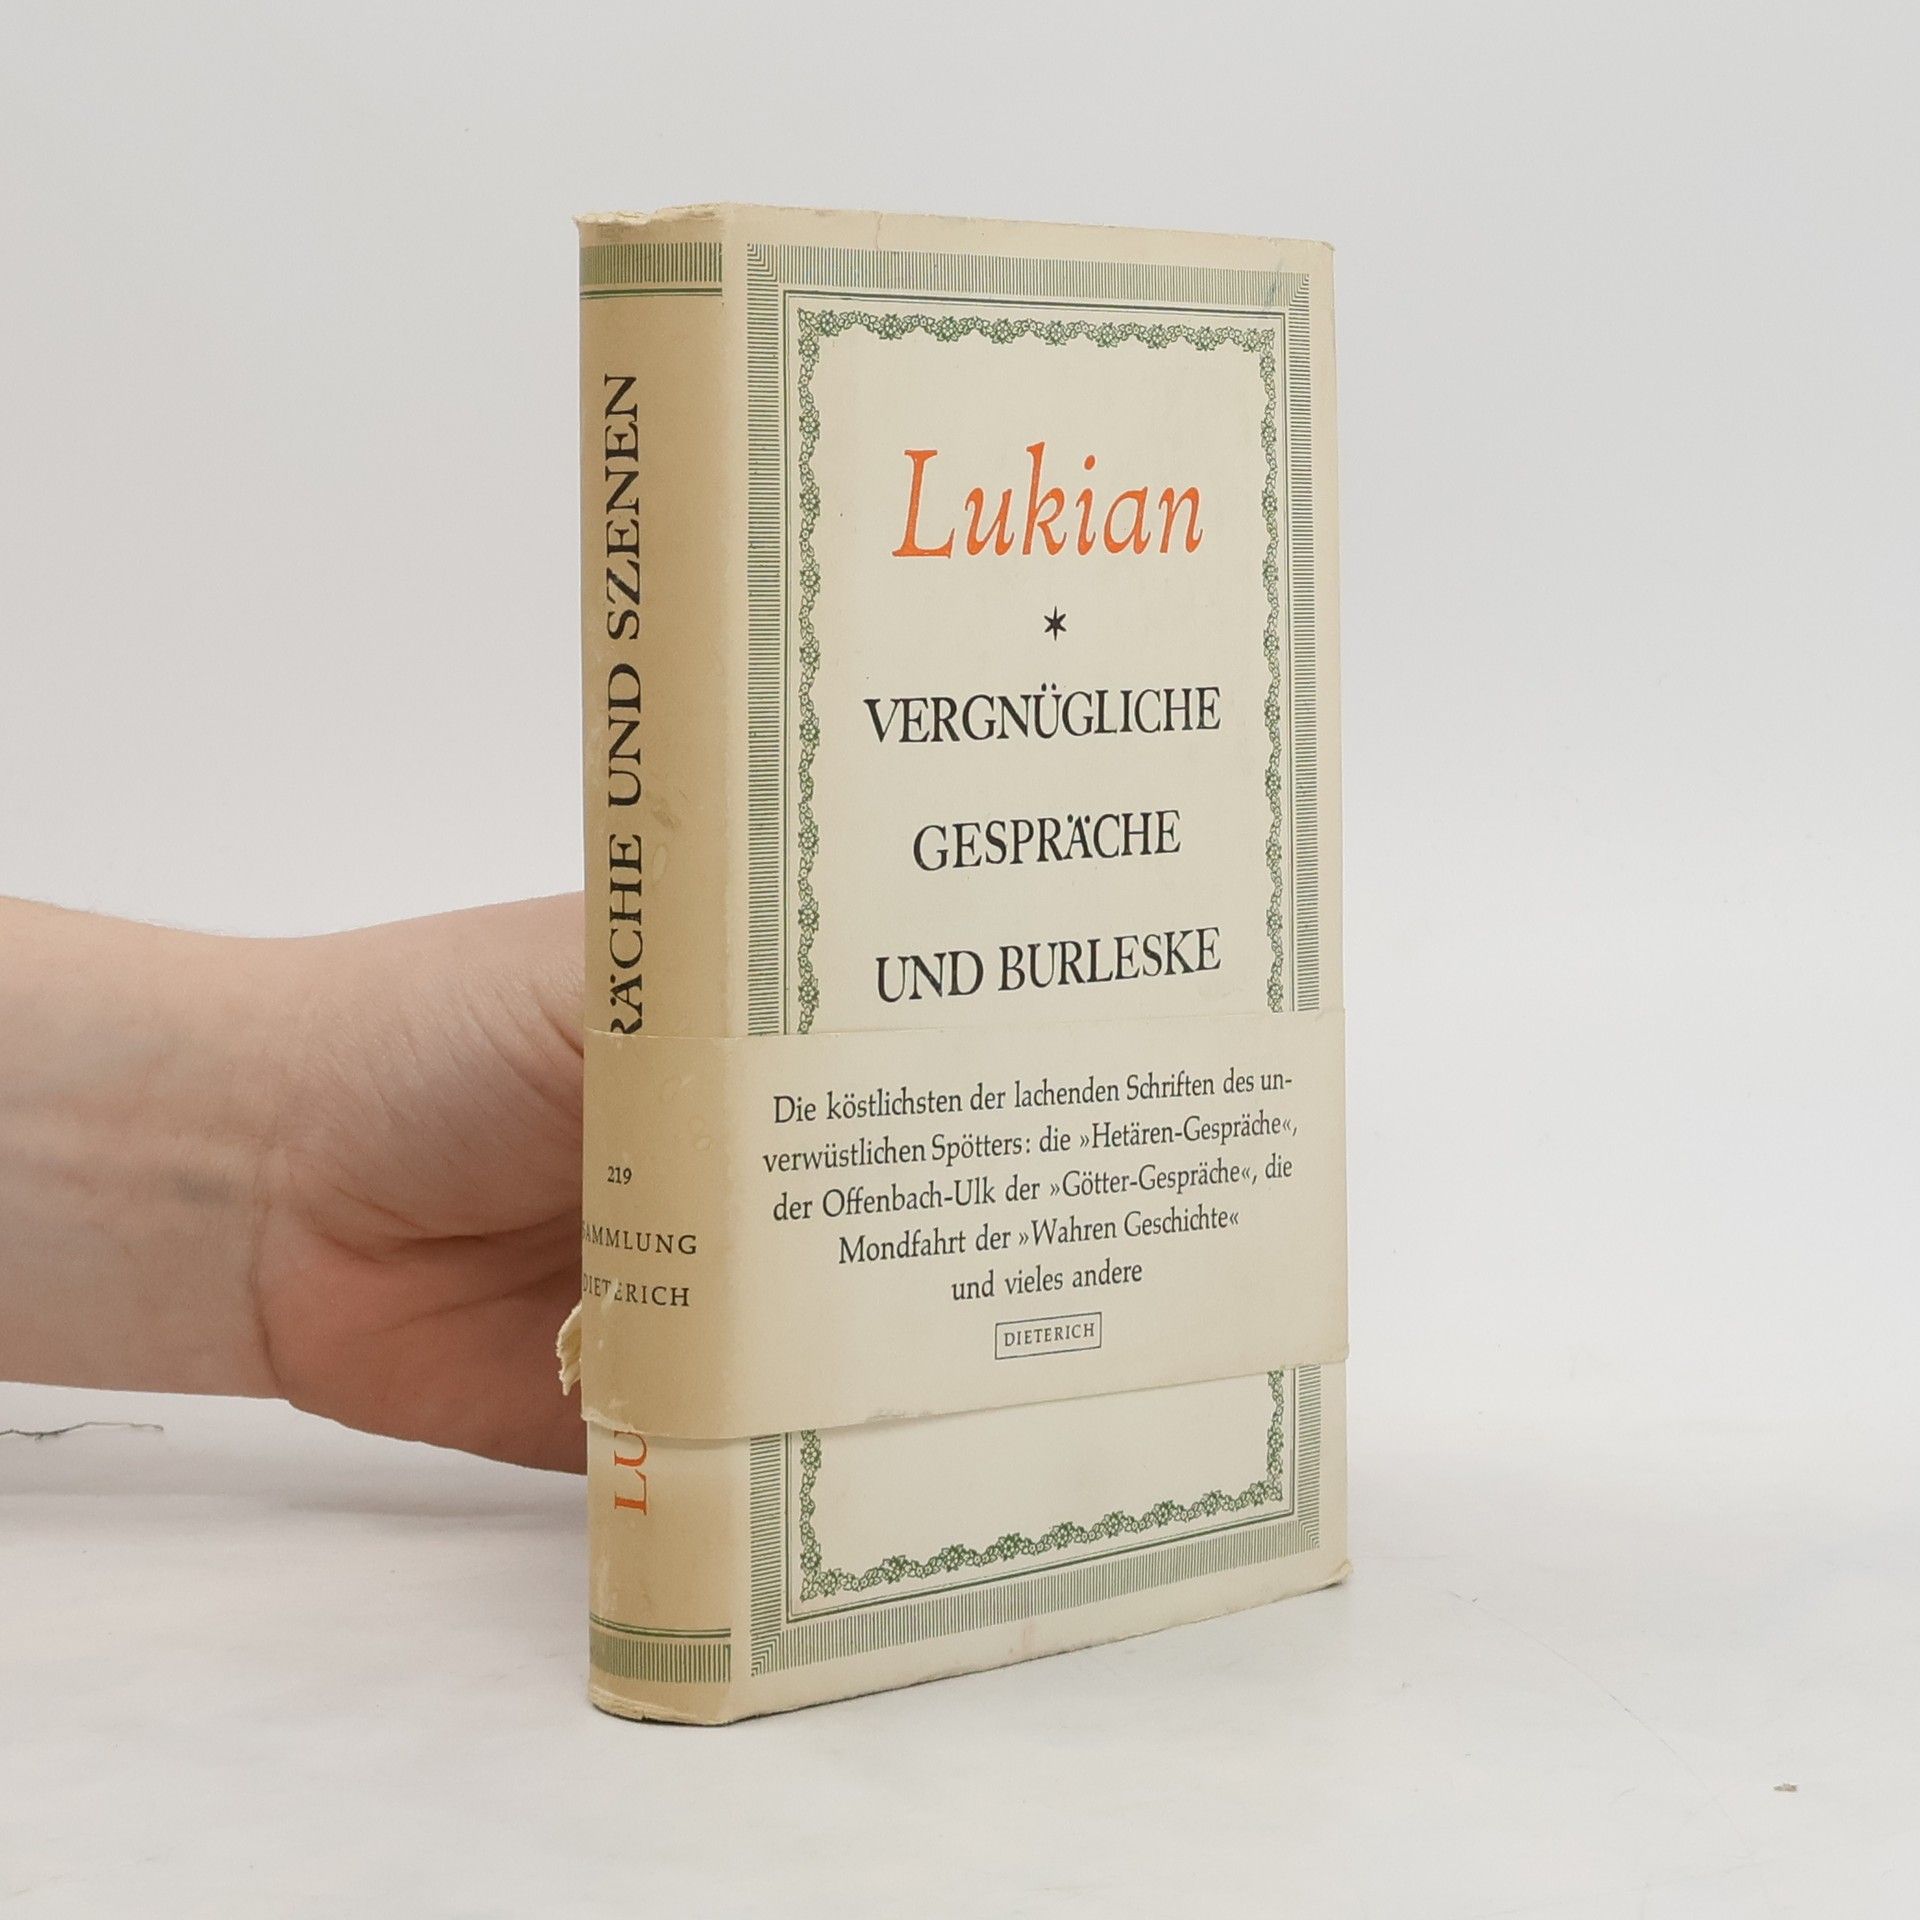 Lukian
*
VERGNÜGLICHE
GESPRÄCHE
UND BURLESKE
Die köstlichsten der lachenden Schriften des un-
verwüstlichen Spötters: die »Hetären-Gespräche«,
der Offenbach-Ulk der »Götter-Gespräche«, die
Mondfahrt der »Wahren Geschichte«
und vieles andere
DIETERICH
LU
RÄCHE UND SZENEN
219
SAMMLUNG
DIETERICH